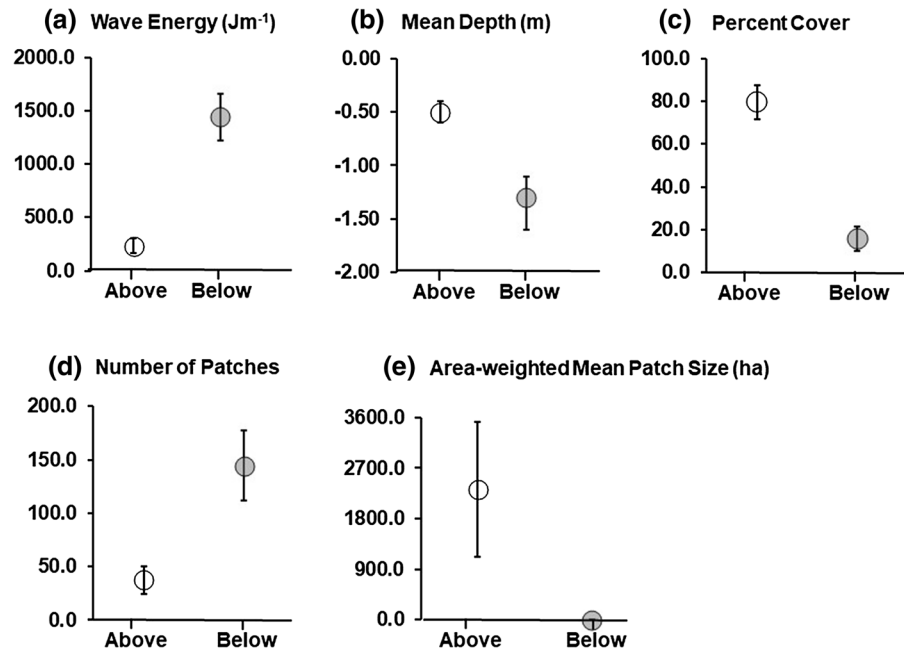 (a) Wave Energy (Jm⁻¹)
2000.0
1500.0
1000.0
500.0
0.0
Above Below
(b) Mean Depth (m)
0.00
-0.50
-1.00
-1.50
-2.00
Above Below
(c) Percent Cover
100.0
80.0
60.0
40.0
20.0
0.0
Above Below
(d) Number of Patches
200.0
150.0
100.0
50.0
0.0
Above Below
(e) Area-weighted Mean Patch Size (ha)
3600.0
2700.0
1800.0
900.0
0.0
Above Below